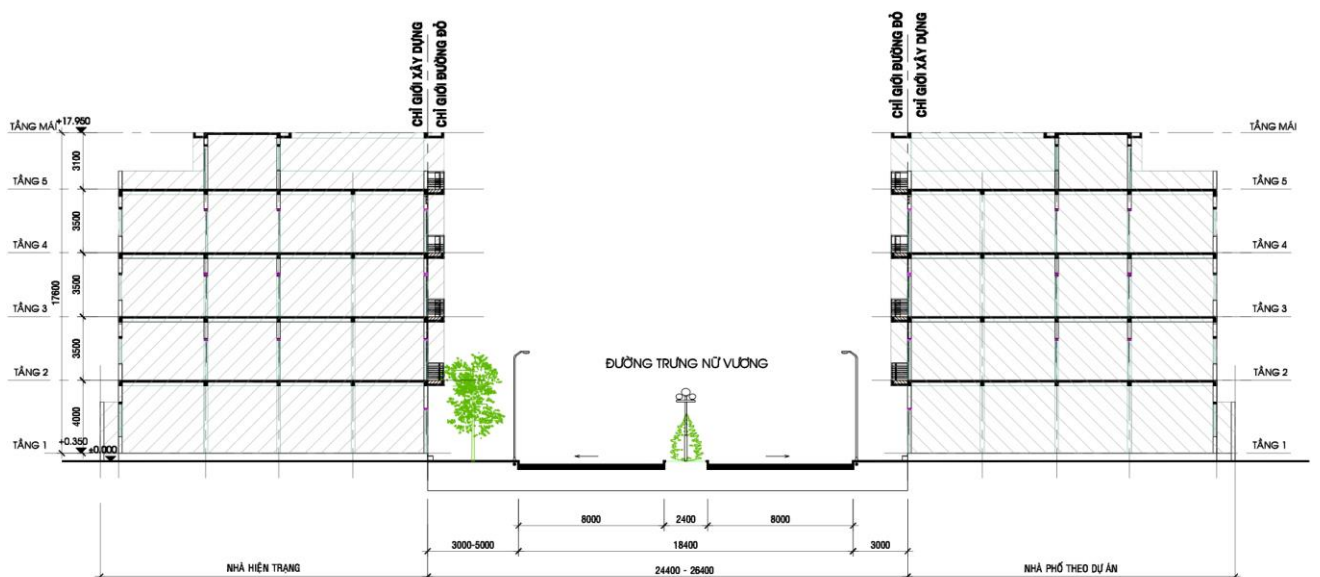 CHỈ GIỚI XÂY DỰNG
CHỈ GIỚI ĐƯỜNG ĐỎ
CHỈ GIỚI ĐƯỜNG ĐỎ
CHỈ GIỚI XÂY DỰNG
TẦNG MÁI
+17.950
TẦNG MÁI
3100
TẦNG 5
TẦNG 5
3500
TẦNG 4
TẦNG 4
3500
17600
TẦNG 3
TẦNG 3
3500
ĐƯỜNG TRƯNG NỮ VƯƠNG
TẦNG 2
TẦNG 2
4000
TẦNG 1
+0.350
±0.000
TẦNG 1
8000
2400
8000
3000-5000
18400
3000
NHÀ HIỆN TRẠNG
24400 - 26400
NHÀ PHỐ THEO DỰ ÁN